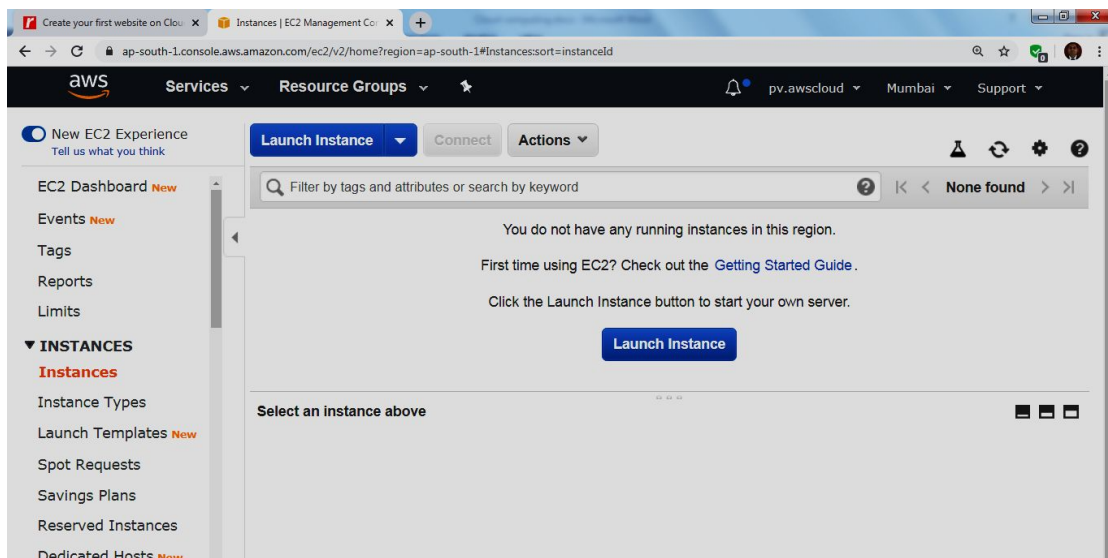 Create your first website on Clou
Instances | EC2 Management Con
ap-south-1.console.aws.amazon.com/ec2/v2/home?region=ap-south-1#Instances:sort=instanceId
aws Services Resource Groups pv.awscloud Mumbai Support
New EC2 Experience
Tell us what you think
Launch Instance Connect Actions
EC2 Dashboard New
Events New
Tags
Reports
Limits
INSTANCES
Instances
Instance Types
Launch Templates New
Spot Requests
Savings Plans
Reserved Instances
Dedicated Hosts New
Filter by tags and attributes or search by keyword
None found
You do not have any running instances in this region.
First time using EC2? Check out the Getting Started Guide.
Click the Launch Instance button to start your own server.
Launch Instance
Select an instance above